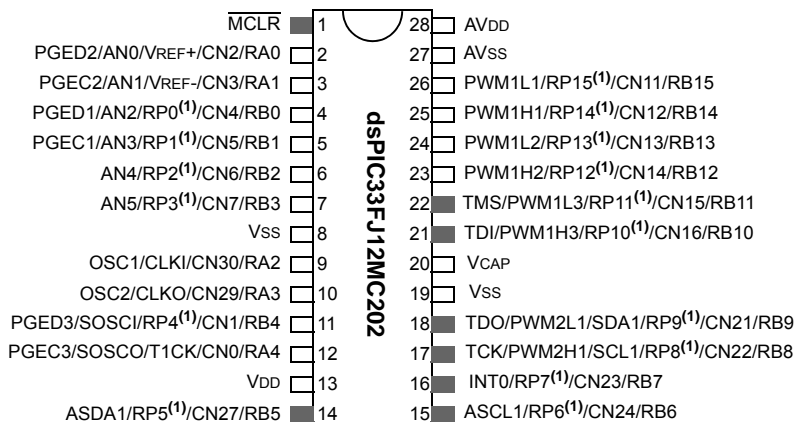 MCLR 1 28 AVDD
PGED2/AN0/VREF+/CN2/RA0 2 27 AVSS
PGEC2/AN1/VREF-/CN3/RA1 3 26 PWM1L1/RP15(1)/CN11/RB15
PGED1/AN2/RP0(1)/CN4/RB0 4 25 PWM1H1/RP14(1)/CN12/RB14
PGEC1/AN3/RP1(1)/CN5/RB1 5 24 PWM1L2/RP13(1)/CN13/RB13
AN4/RP2(1)/CN6/RB2 6 23 PWM1H2/RP12(1)/CN14/RB12
AN5/RP3(1)/CN7/RB3 7 22 TMS/PWM1L3/RP11(1)/CN15/RB11
VSS 8 21 TDI/PWM1H3/RP10(1)/CN16/RB10
OSC1/CLKI/CN30/RA2 9 20 VCAP
OSC2/CLKO/CN29/RA3 10 19 VSS
PGED3/SOSCI/RP4(1)/CN1/RB4 11 18 TDO/PWM2L1/SDA1/RP9(1)/CN21/RB9
PGEC3/SOSCO/T1CK/CN0/RA4 12 17 TCK/PWM2H1/SCL1/RP8(1)/CN22/RB8
VDD 13 16 INT0/RP7(1)/CN23/RB7
ASDA1/RP5(1)/CN27/RB5 14 15 ASCL1/RP6(1)/CN24/RB6
dsPIC33FJ12MC202